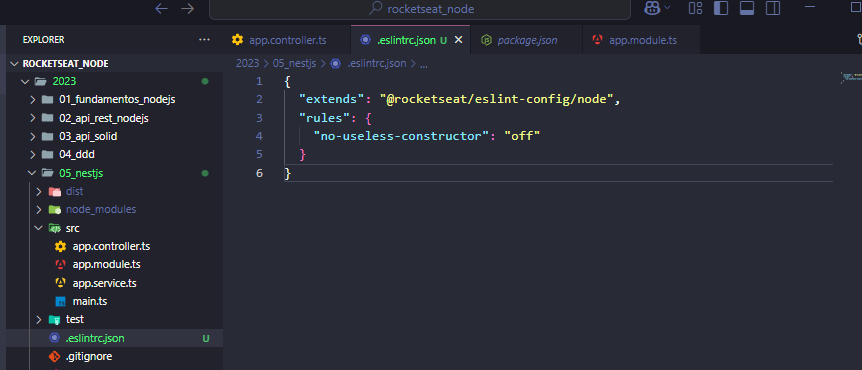 rocketseat_node
EXPLORER
ROCKETSEAT_NODE
2023
01_fundamentos_nodejs
02_api_rest_nodejs
03_api_solid
04_ddd
05_nestjs
dist
node_modules
src
app.controller.ts
app.module.ts
app.service.ts
main.ts
test
.eslintrc.json U
.gitignore
app.controller.ts
.eslintrc.json U
package.json
app.module.ts
2023 > 05_nestjs > .eslintrc.json > ...
1 {
2 "extends": "@rocketseat/eslint-config/node",
3 "rules": {
4 "no-useless-constructor": "off"
5 }
6 }